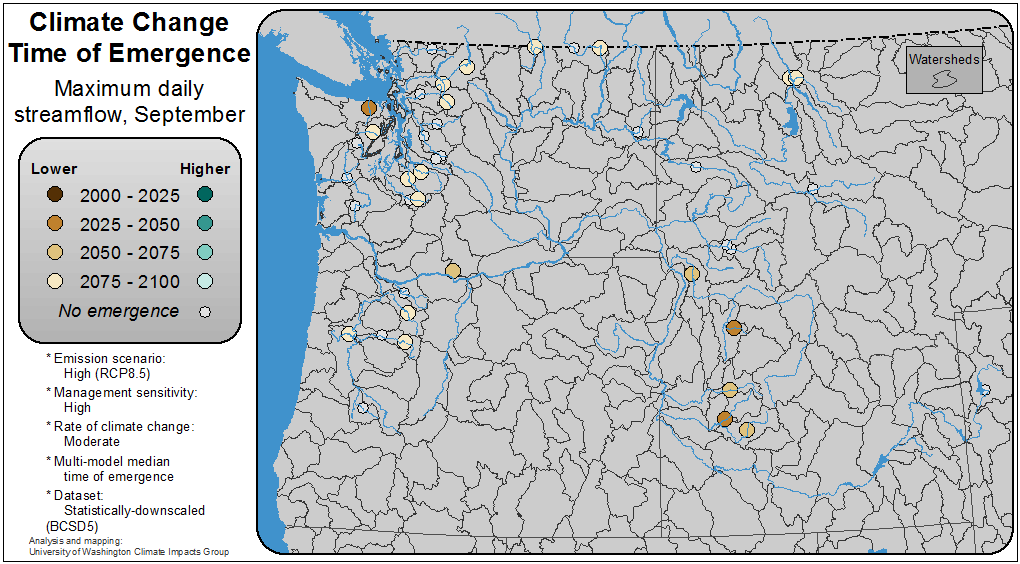 Climate Change
Time of Emergence
Maximum daily
streamflow, September
Lower Higher
2000 - 2025
2025 - 2050
2050 - 2075
2075 - 2100
No emergence
* Emission scenario:
High (RCP8.5)
* Management sensitivity:
High
* Rate of climate change:
Moderate
* Multi-model median
time of emergence
* Dataset:
Statistically-downscaled
(BCSD5)
Analysis and mapping:
University of Washington Climate Impacts Group
Watersheds